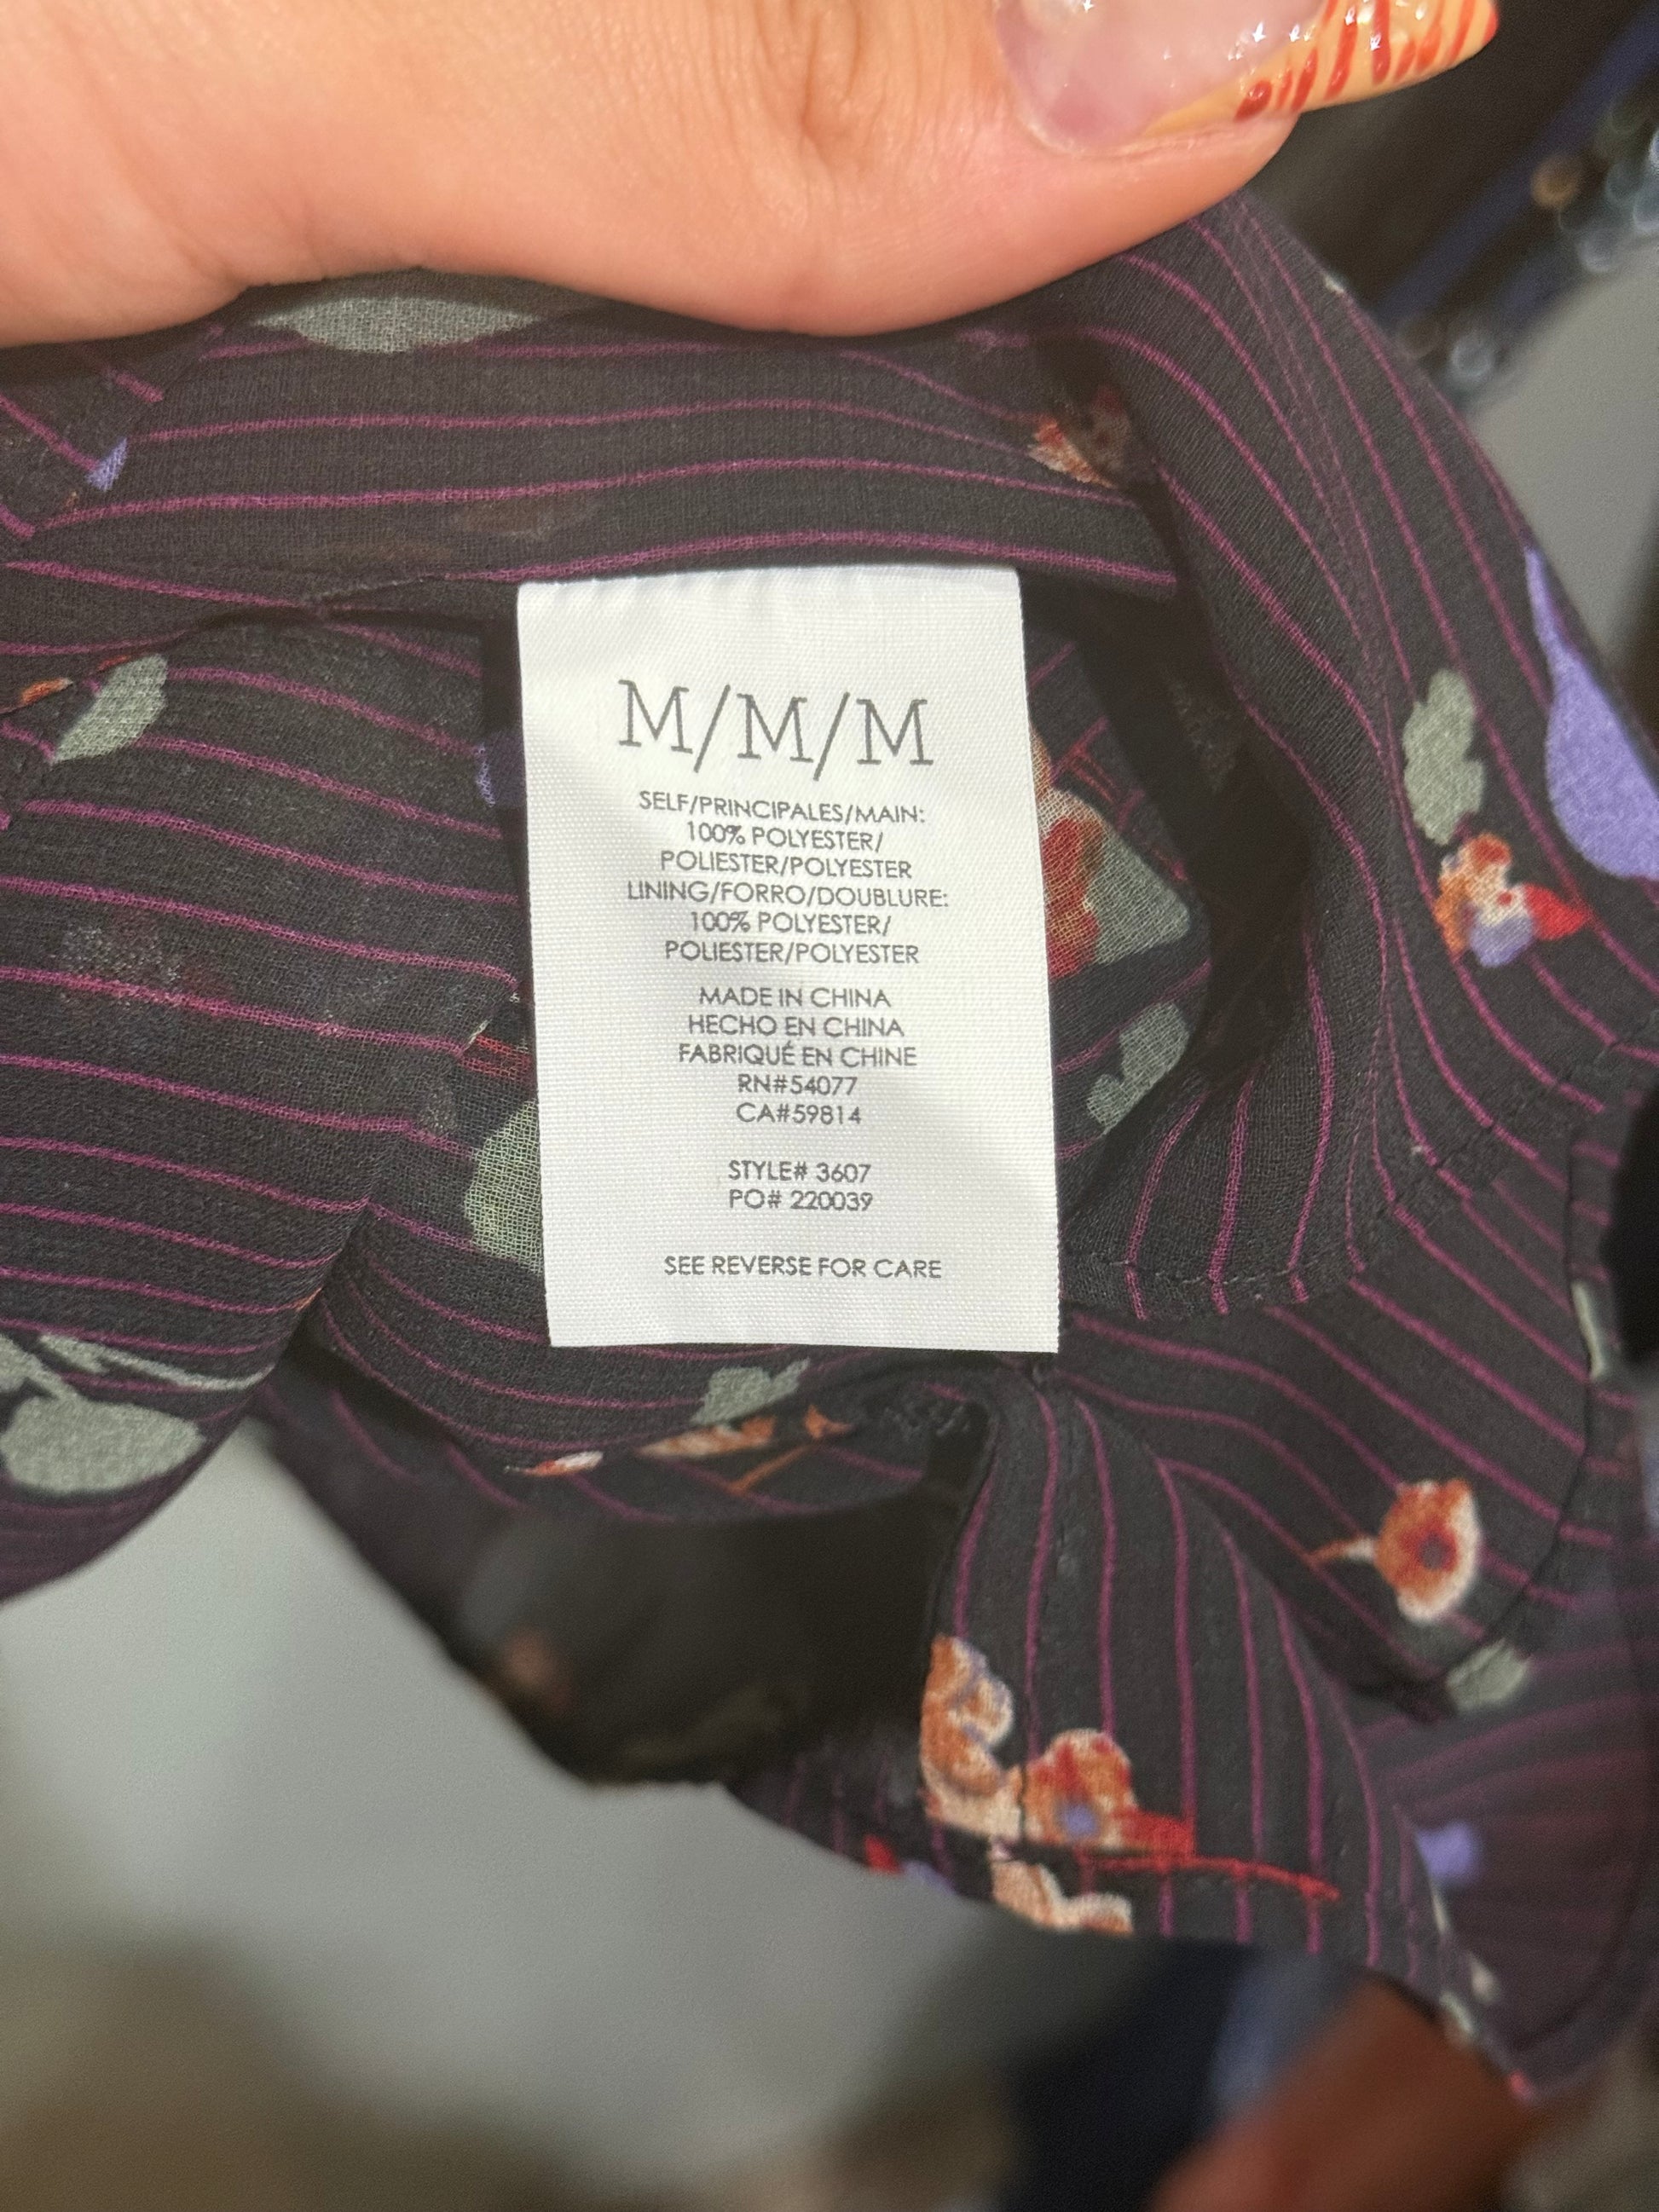 M/M/M
SELF/PRINCIPALES/MAIN:
100% POLYESTER/
POLIESTER/POLYESTER
LINING/FORRO/DOUBLURE:
100% POLYESTER/
POLIESTER/POLYESTER
MADE IN CHINA
HECHO EN CHINA
FABRIQUÉ EN CHINE
RN#54077
CA#59814
STYLE# 3607
PO# 220039
SEE REVERSE FOR CARE